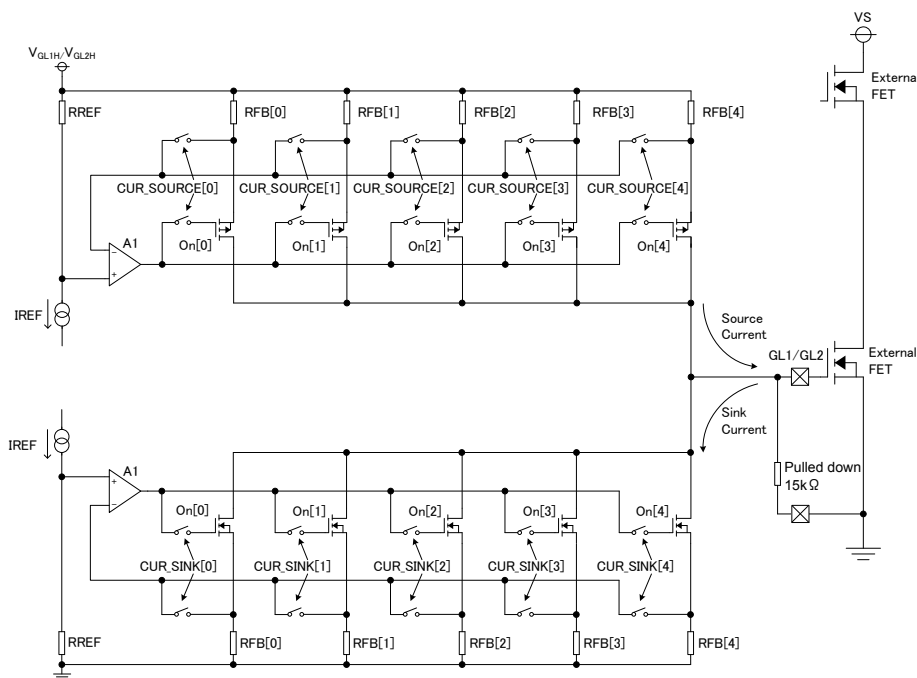 VS
V_GL1H/V_GL2H
Externa
FET
RREF
RFB[0]
RFB[1]
RFB[2]
RFB[3]
RFB[4]
CUR_SOURCE[0]
CUR_SOURCE[1]
CUR_SOURCE[2]
CUR_SOURCE[3]
CUR_SOURCE[4]
A1
On[0]
On[1]
On[2]
On[3]
On[4]
−
+
IREF
Source
Current
GL1/GL2
External
FET
Sink
Current
IREF
A1
+
−
Pulled down
15kΩ
On[0]
On[1]
On[2]
On[3]
On[4]
CUR_SINK[0]
CUR_SINK[1]
CUR_SINK[2]
CUR_SINK[3]
CUR_SINK[4]
RREF
RFB[0]
RFB[1]
RFB[2]
RFB[3]
RFB[4]